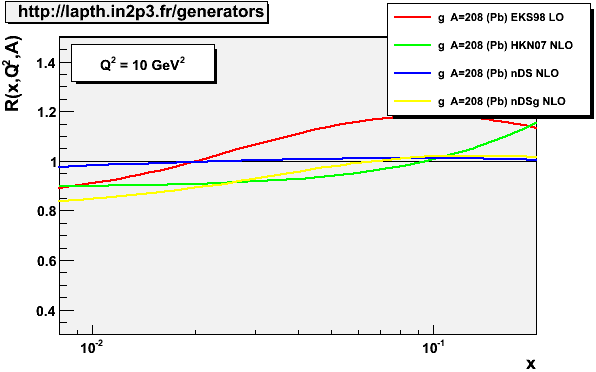 http://lapth.in2p3.fr/generators
g A=208 (Pb) EKS98 LO
g A=208 (Pb) HKN07 NLO
g A=208 (Pb) nDS NLO
g A=208 (Pb) nDSg NLO
Q² = 10 GeV²
R(x,Q²,A)
1.4
1.2
1
0.8
0.6
0.4
10⁻²
10⁻¹
x